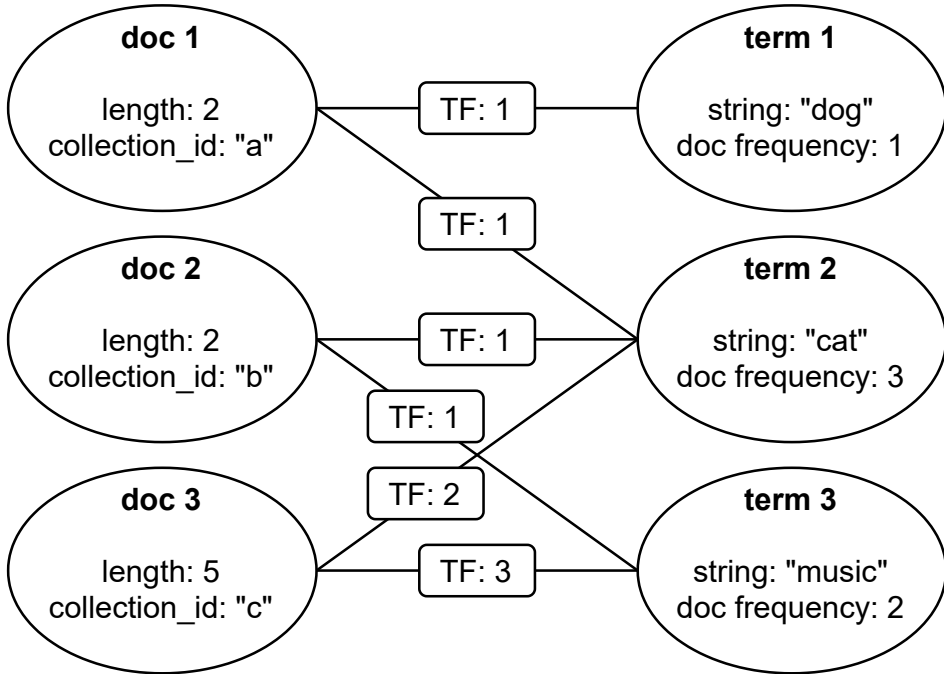 doc 1
length: 2
collection_id: "a"
TF: 1
term 1
string: "dog"
doc frequency: 1
TF: 1
doc 2
length: 2
collection_id: "b"
TF: 1
term 2
string: "cat"
doc frequency: 3
TF: 1
TF: 2
doc 3
length: 5
collection_id: "c"
TF: 3
term 3
string: "music"
doc frequency: 2